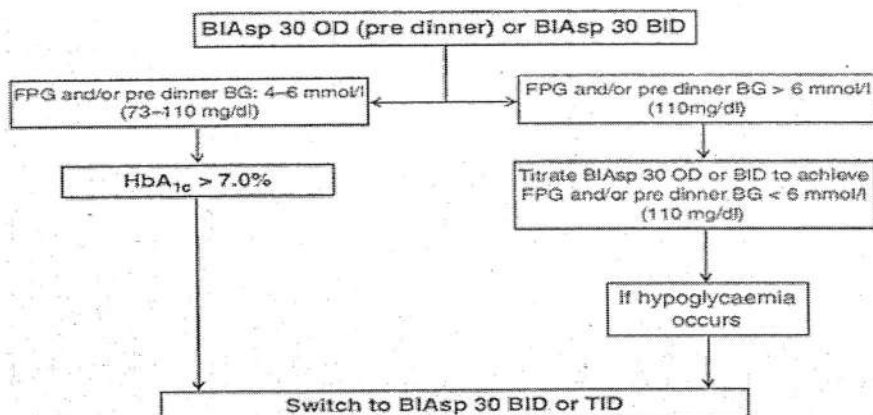 BIAsp 30 OD (pre dinner) or BIAsp 30 BID
FPG and/or pre dinner BG: 4–6 mmol/l
(73–110 mg/dl)
FPG and/or pre dinner BG > 6 mmol/l
(110mg/dl)
HbA1c > 7.0%
Titrate BIAsp 30 OD or BID to achieve
FPG and/or pre dinner BG < 6 mmol/l
(110 mg/dl)
If hypoglycaemia
occurs
Switch to BIAsp 30 BID or TID